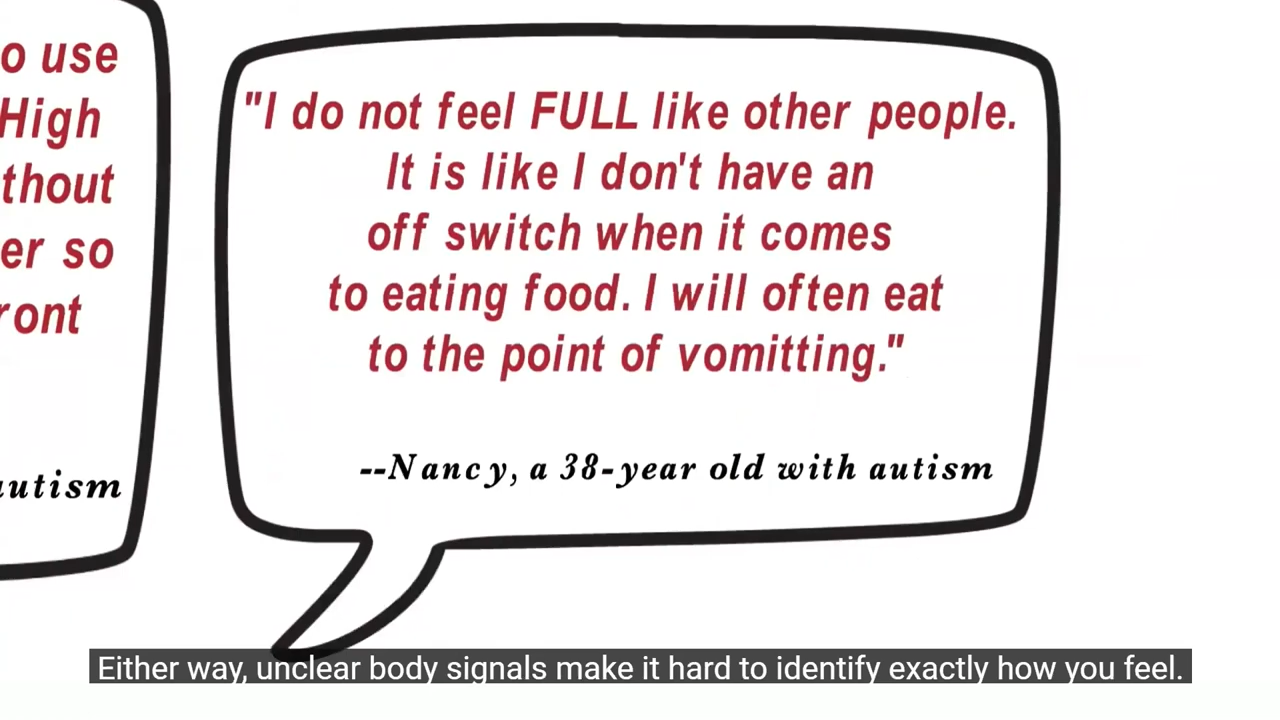 o use
High
thout
er so
ront
autism
"I do not feel FULL like other people.
It is like I don't have an
off switch when it comes
to eating food. I will often eat
to the point of vomitting."
--Nancy, a 38-year old with autism
Either way, unclear body signals make it hard to identify exactly how you feel.